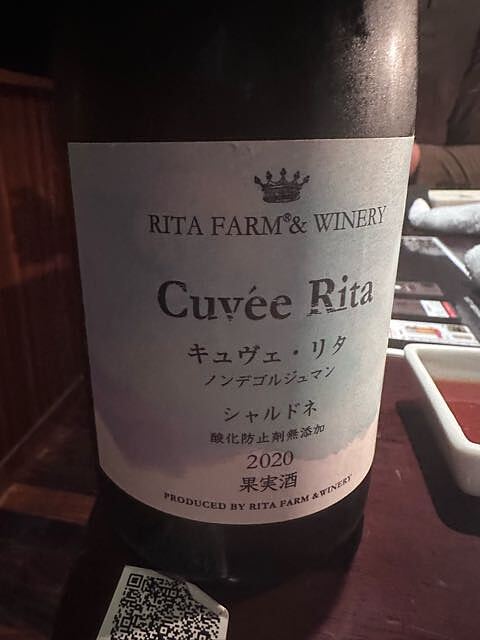 RITA FARM®& WINERY
Cuvée Rita
キュヴェ・リタ
ノンデゴルジュマン
シャルドネ
酸化防止剤無添加
2020
果実酒
PRODUCED BY RITA FARM &WINERY